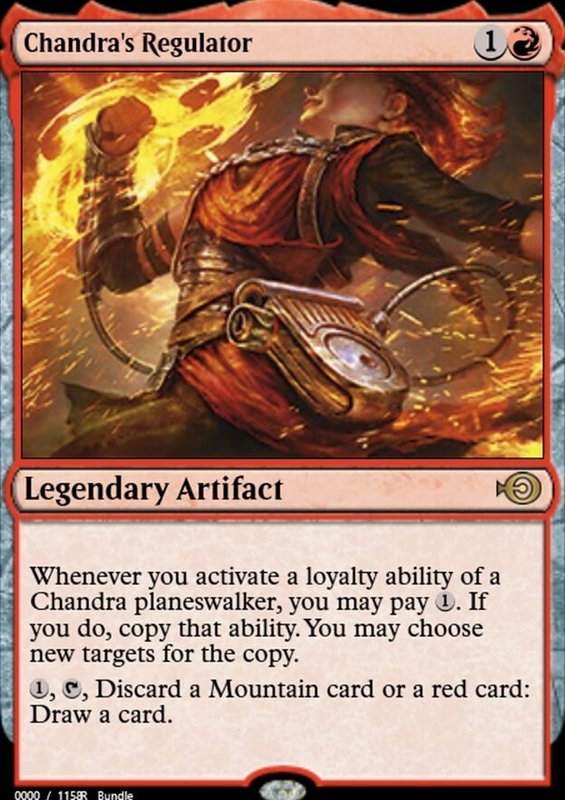 Chandra's Regulator 1
Legendary Artifact
Whenever you activate a loyalty ability of a
Chandra planeswalker, you may pay 1. If
you do, copy that ability. You may choose
new targets for the copy.
1, , Discard a Mountain card or a red card:
Draw a card.
0000 / 1158R Bundle